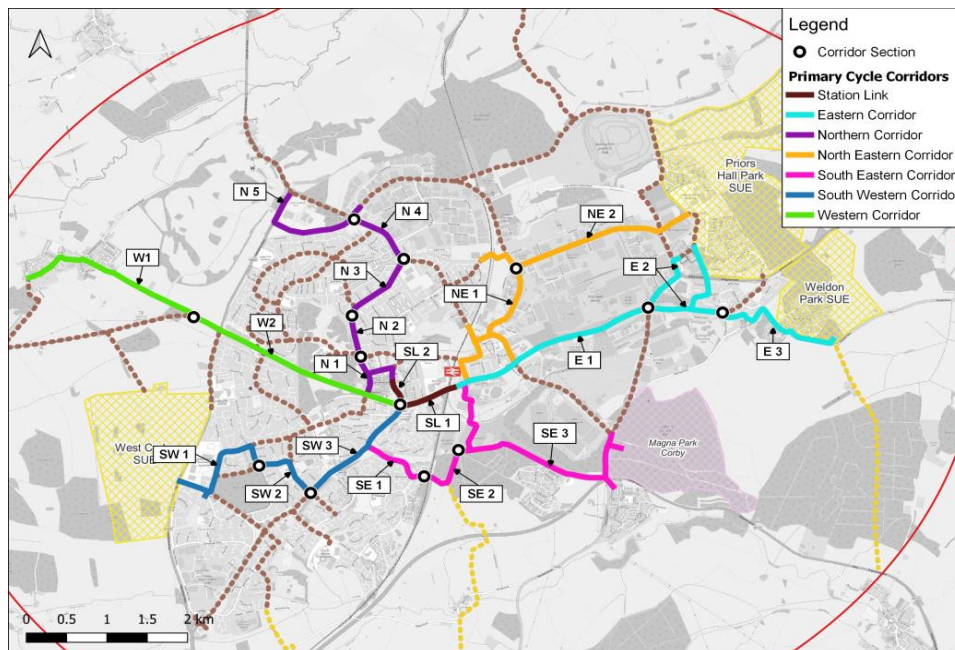 Legend
Corridor Section
Primary Cycle Corridors
Station Link
Eastern Corridor
Northern Corridor
North Eastern Corridor
South Eastern Corridor
South Western Corrido
Western Corridor
N 5
N 4
Priors
Hall Park
SUE
NE 2
W1
N 3
E 2
NE 1
Weldon
Park SUE
W2
N 2
E 3
N 1
SL 2
E 1
SL 1
West C
SUE
SW 1
SW 3
SE 3
Magna Park
Corby
SW 2
SE 1
SE 2
0 0.5 1 1.5 2 km